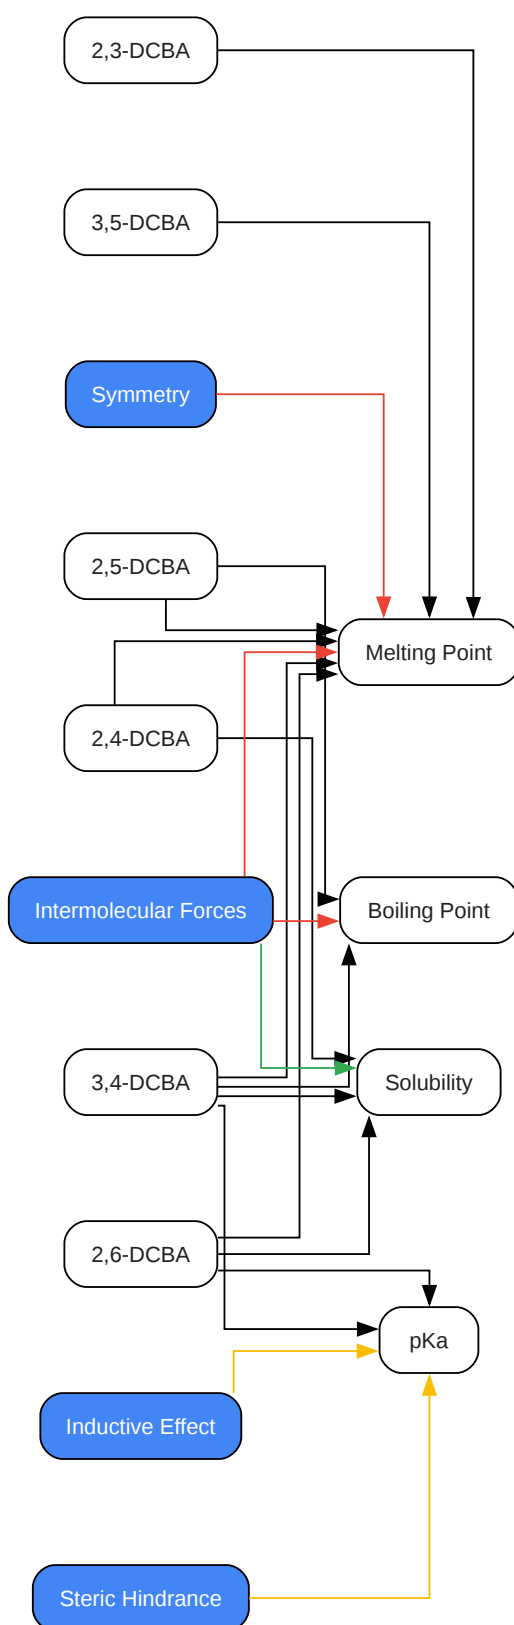 2,3-DCBA
3,5-DCBA
Symmetry
2,5-DCBA
Melting Point
2,4-DCBA
Intermolecular Forces
Boiling Point
3,4-DCBA
Solubility
2,6-DCBA
pKa
Inductive Effect
Steric Hindrance